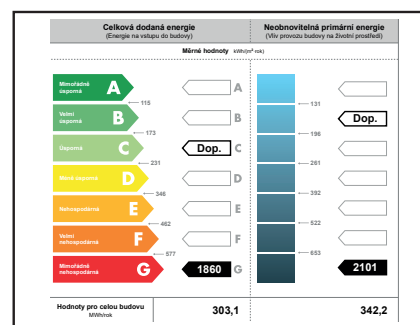 Celková dodaná energie
(Energie na vstupu do budovy)
Neobnovitelná primární energie
(Vliv provozu budovy na životní prostředí)
Měrné hodnoty kWh/(m²·rok)
Mimořádně úsporná A
A
115
131
Velmi úsporná B
B
Dop.
173
196
Úsporná C
Dop. C
231
261
Méně úsporná D
D
346
392
Nehospodárná E
E
462
522
Velmi nehospodárná F
F
577
653
Mimořádně nehospodárná G
1860 G
2101
Hodnoty pro celou budovu
MWh/rok
303,1
342,2